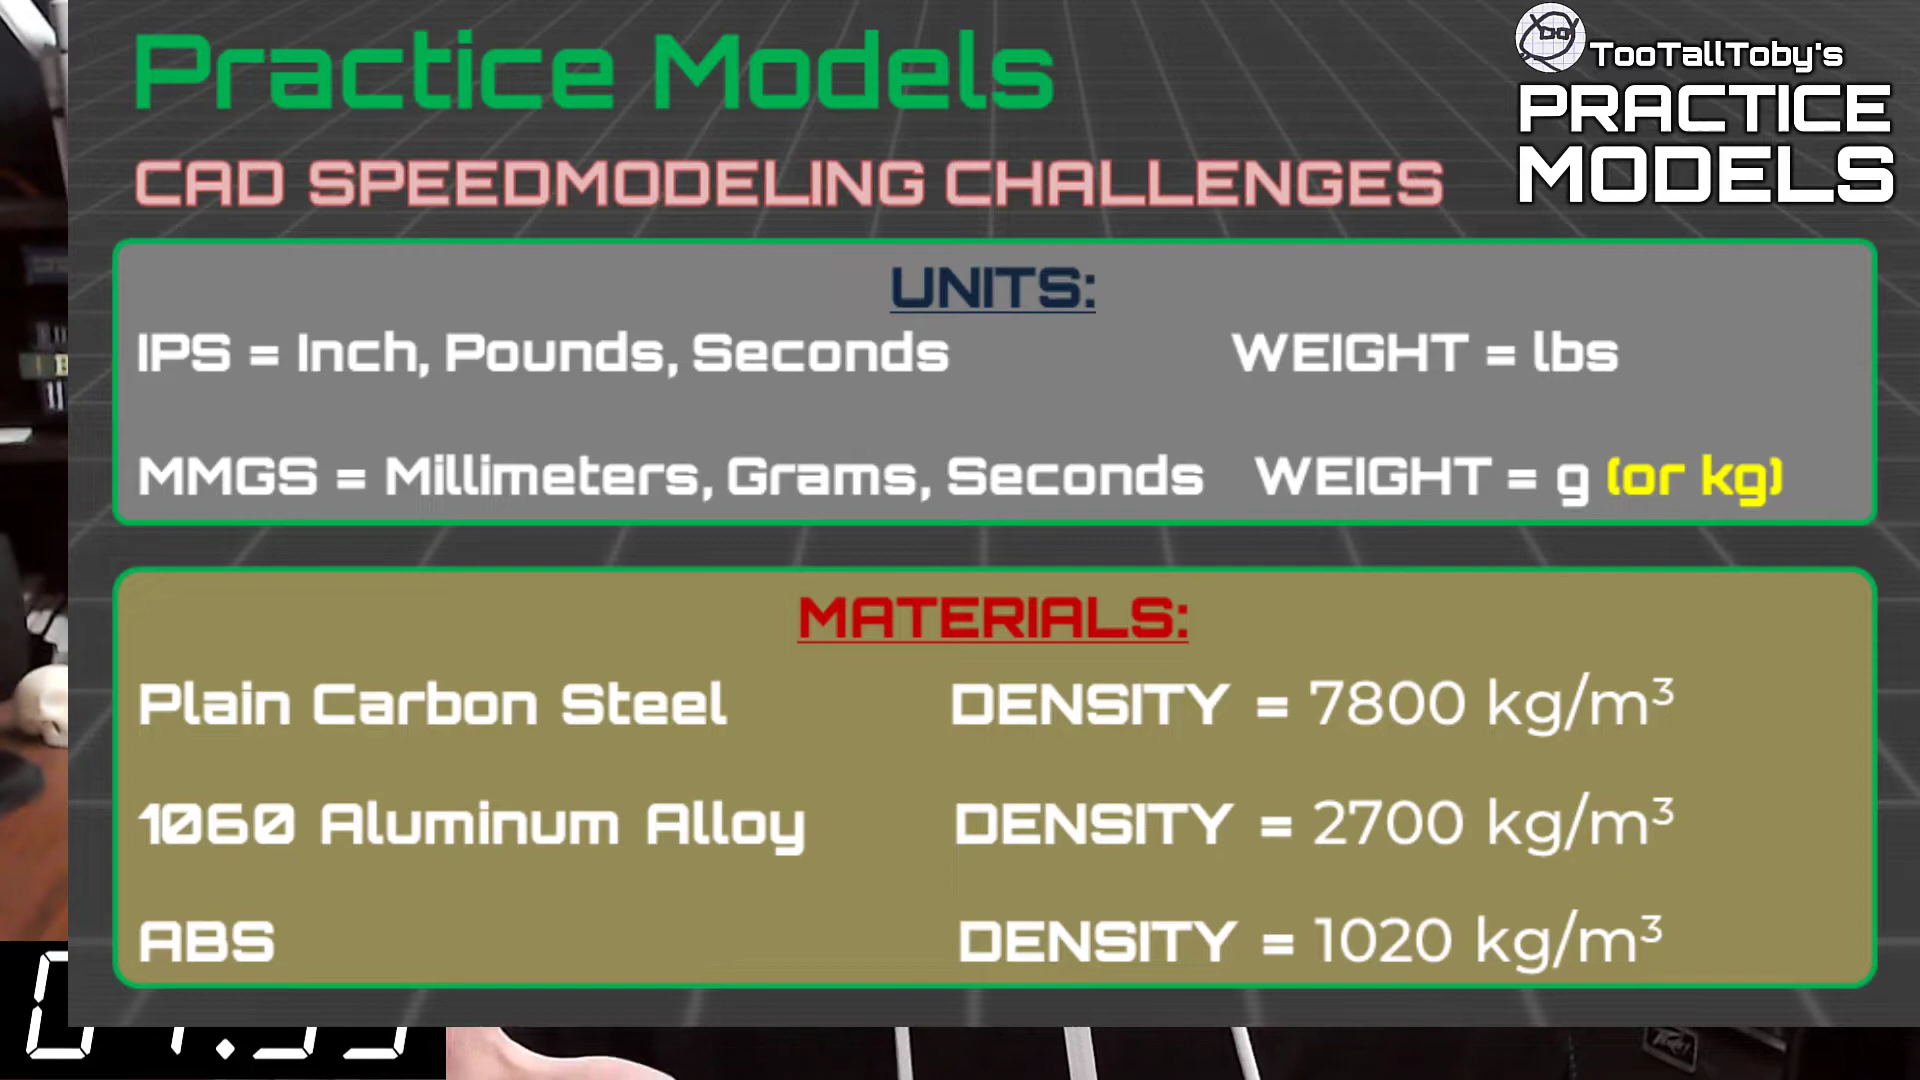 Practice Models
TooTallToby's
PRACTICE
MODELS
CAD SPEEDMODELING CHALLENGES
UNITS:
IPS = Inch, Pounds, Seconds WEIGHT = lbs
MMGS = Millimeters, Grams, Seconds WEIGHT = g (or kg)
MATERIALS:
Plain Carbon Steel DENSITY = 7800 kg/m³
1060 Aluminum Alloy DENSITY = 2700 kg/m³
ABS DENSITY = 1020 kg/m³